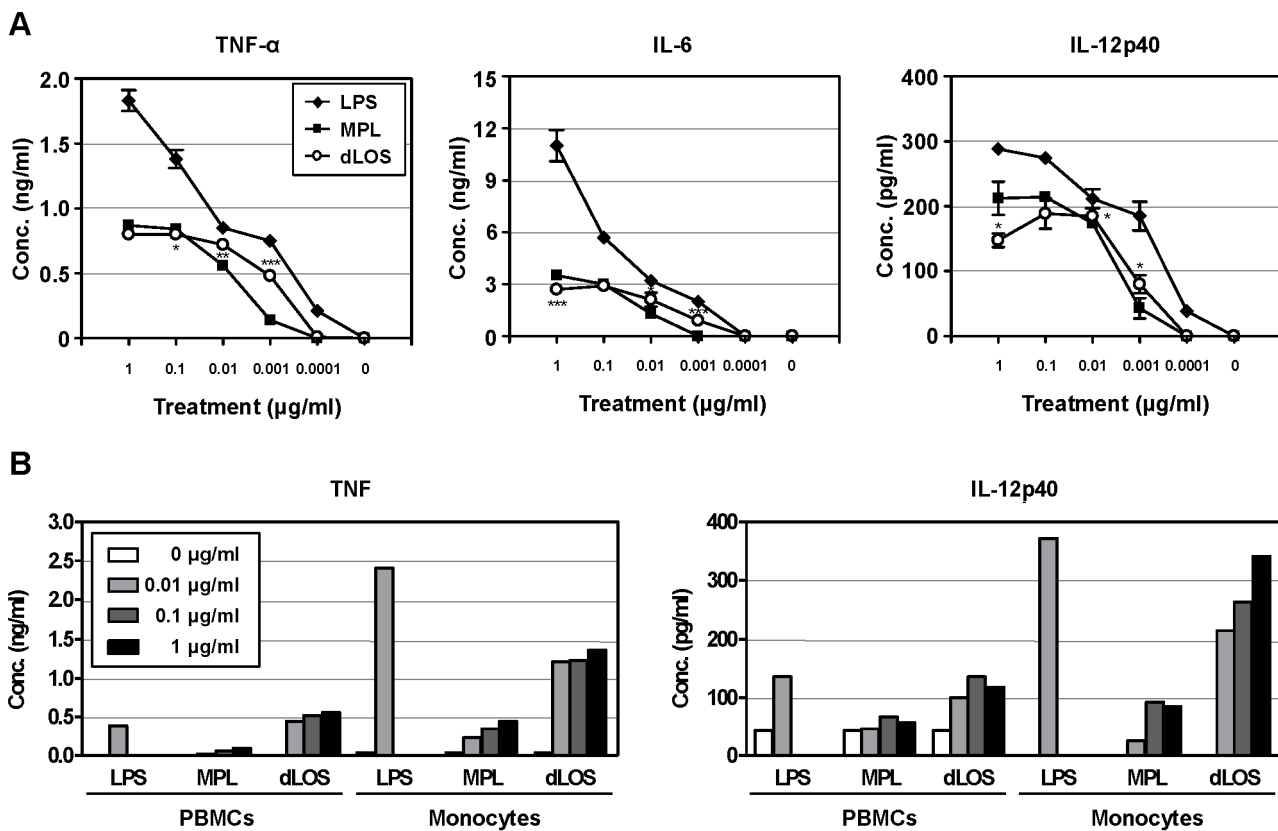 A
TNF-α
IL-6
IL-12p40
Conc. (ng/ml)
2.0
1.5
1.0
0.5
0
LPS
MPL
dLOS
*
**
***
1 0.1 0.01 0.001 0.0001 0
Treatment (µg/ml)
Conc. (ng/ml)
15
12
9
6
3
0
***
*
***
1 0.1 0.01 0.001 0.0001 0
Treatment (µg/ml)
Conc. (pg/ml)
400
300
200
100
0
*
*
*
1 0.1 0.01 0.001 0.0001 0
Treatment (µg/ml)
B
TNF
IL-12p40
Conc. (ng/ml)
3.0
2.5
2.0
1.5
1.0
0.5
0.0
0 µg/ml
0.01 µg/ml
0.1 µg/ml
1 µg/ml
LPS MPL dLOS LPS MPL dLOS
PBMCs Monocytes
Conc. (pg/ml)
400
300
200
100
0
LPS MPL dLOS LPS MPL dLOS
PBMCs Monocytes